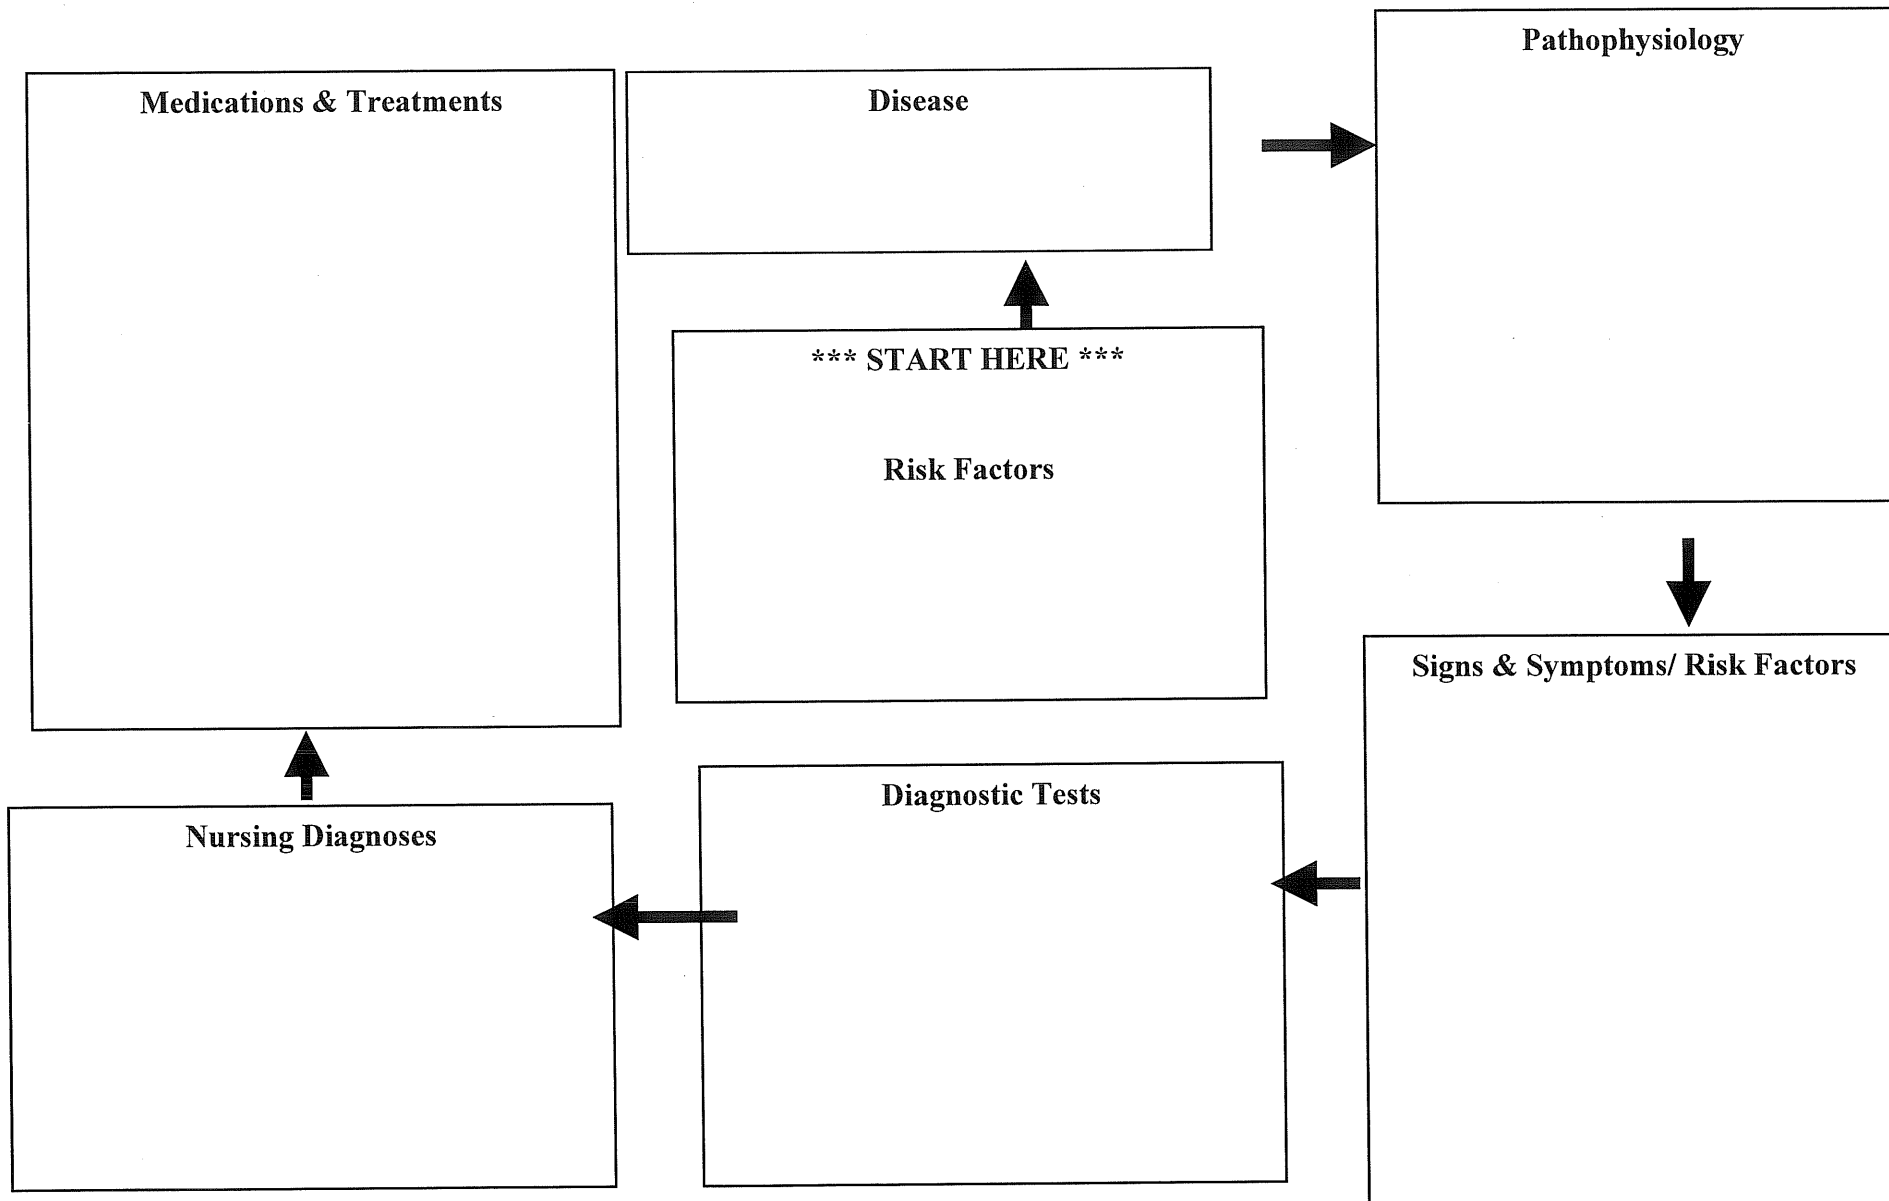 Pathophysiology
Medications & Treatments
Disease
*** START HERE ***
Risk Factors
Signs & Symptoms/ Risk Factors
Diagnostic Tests
Nursing Diagnoses